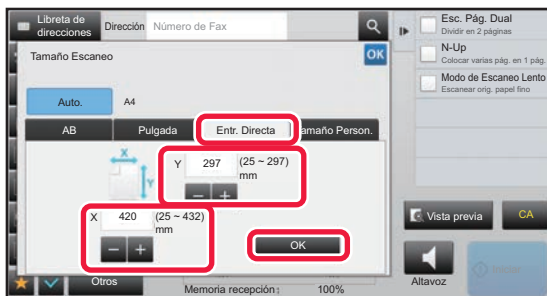 Libreta de
direcciones
Dirección
Número de Fax
Tamaño Escaneo
OK
Auto.
A4
AB
Pulgada
Entr. Directa
Tamaño Person.
X
Y
Y 297 (25 ~ 297)
mm
X 420 (25 ~ 432)
mm
OK
Otros
Memoria recepción: 100%
Esc. Pág. Dual
Dividir en 2 páginas
N-Up
Colocar varias pág. en 1 pág.
Modo de Escaneo Lento
Escanear orig. papel fino
Vista previa
CA
Altavoz
Iniciar